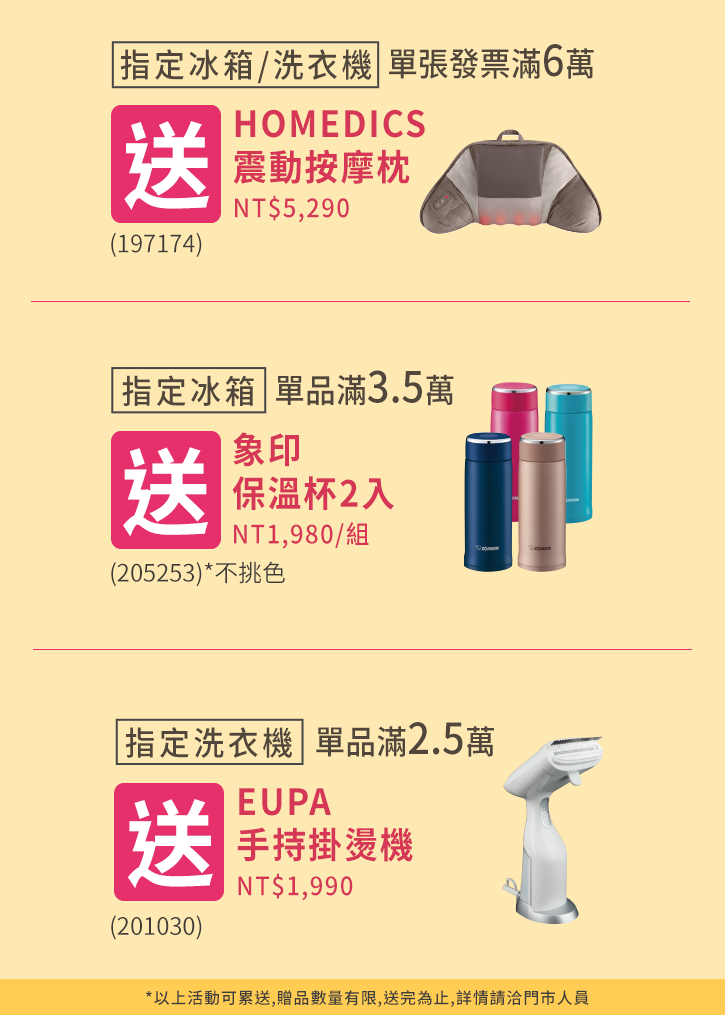 指定冰箱/洗衣機 單張發票滿6萬
送
HOMEDICS
震動按摩枕
NT$5,290
(197174)
指定冰箱 單品滿3.5萬
送
象印
保溫杯2入
NT1,980/組
(205253)*不挑色
ZOJIRUSHI
ZOJIRUSHI
指定洗衣機 單品滿2.5萬
送
EUPA
手持掛燙機
NT$1,990
(201030)
*以上活動可累送,贈品數量有限,送完為止,詳情請洽門市人員